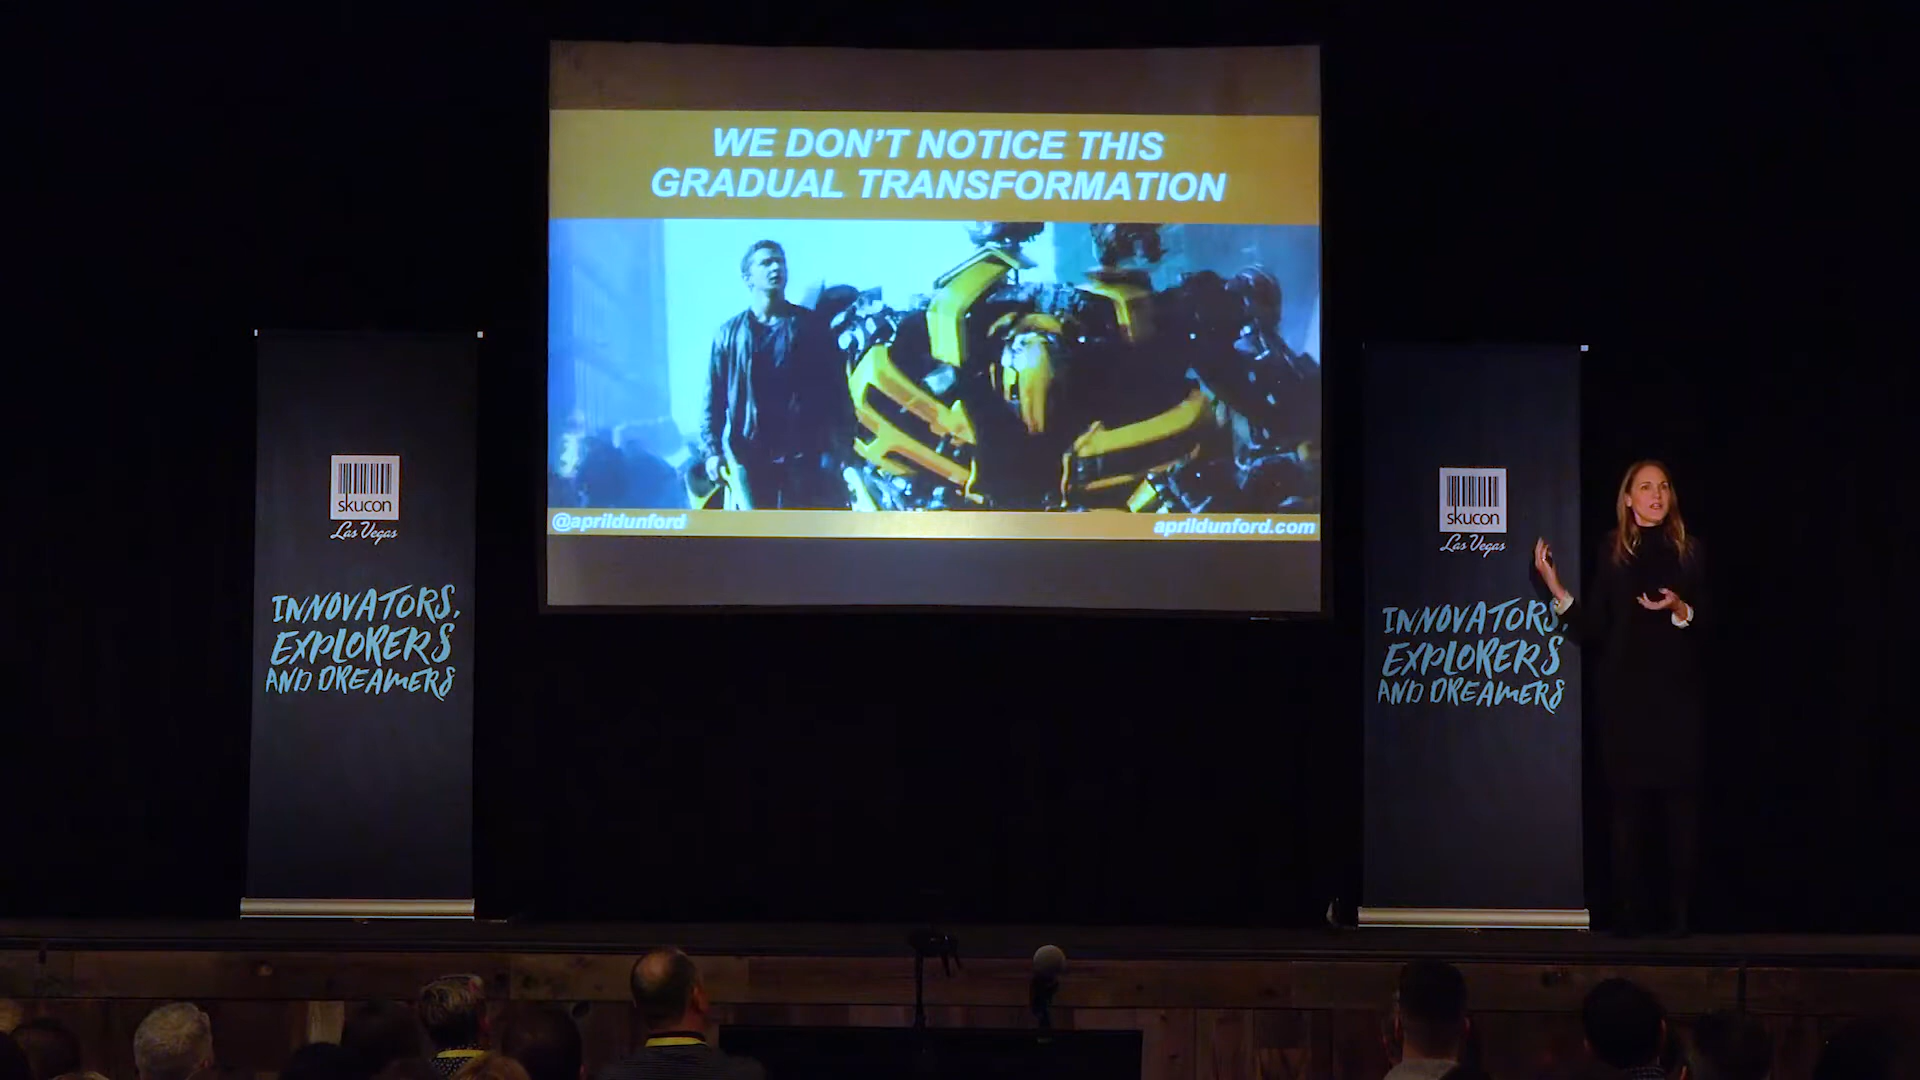 WE DON'T NOTICE THIS
GRADUAL TRANSFORMATION
@aprildunford
aprildunford.com
skucon
Las Vegas
INNOVATORS,
EXPLORERS
AND DREAMERS
skucon
Las Vegas
INNOVATORS,
EXPLORERS
AND DREAMERS